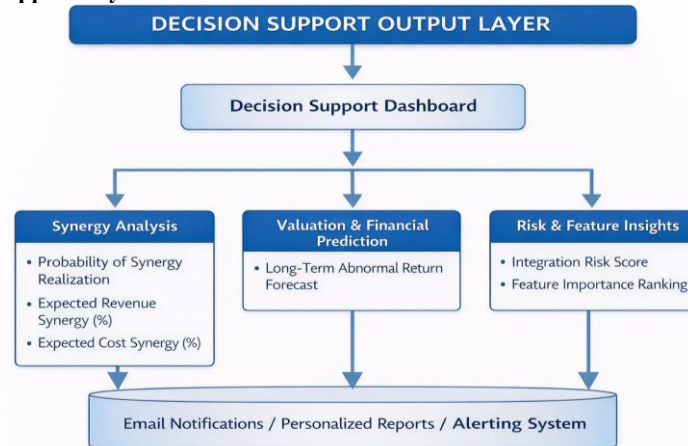 DECISION SUPPORT OUTPUT LAYER
Decision Support Dashboard
Synergy Analysis
• Probability of Synergy
Realization
• Expected Revenue
Synergy (%)
• Expected Cost Synergy (%)
Valuation & Financial
Prediction
• Long-Term Abnormal Return
Forecast
Risk & Feature Insights
• Integration Risk Score
• Feature Importance Ranking
Email Notifications / Personalized Reports / Alerting System